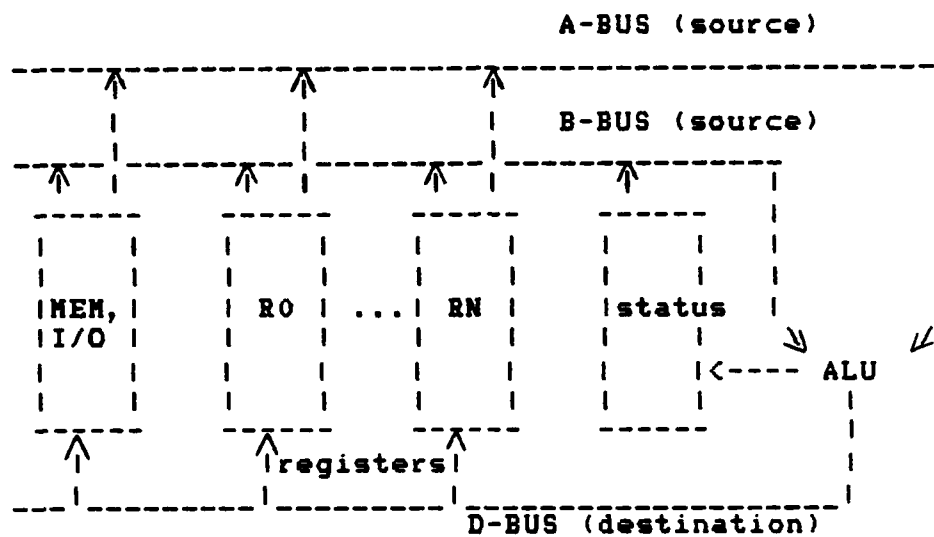 A-BUS (source)
B-BUS (source)
MEM, R0 ... RN status
I/O
ALU
registers
D-BUS (destination)